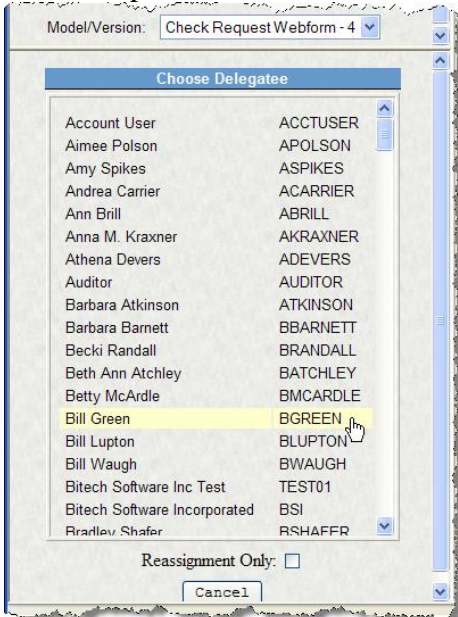 Model/Version: Check Request Webform - 4
Choose Delegatee
Account User ACCTUSER
Aimee Polson APOLSON
Amy Spikes ASPIKES
Andrea Carrier ACARRIER
Ann Brill ABRILL
Anna M. Kraxner AKRAXNER
Athena Devers ADEVERS
Auditor AUDITOR
Barbara Atkinson ATKINSON
Barbara Barnett BBARNETT
Becki Randall BRANDALL
Beth Ann Atchley BATCHLEY
Betty McArdle BMCARDLE
Bill Green BGREEN
Bill Lupton BLUPTON
Bill Waugh BWAUGH
Bitech Software Inc Test TEST01
Bitech Software Incorporated BSI
Bradley Shafer BSHAFER
Reassignment Only:
Cancel